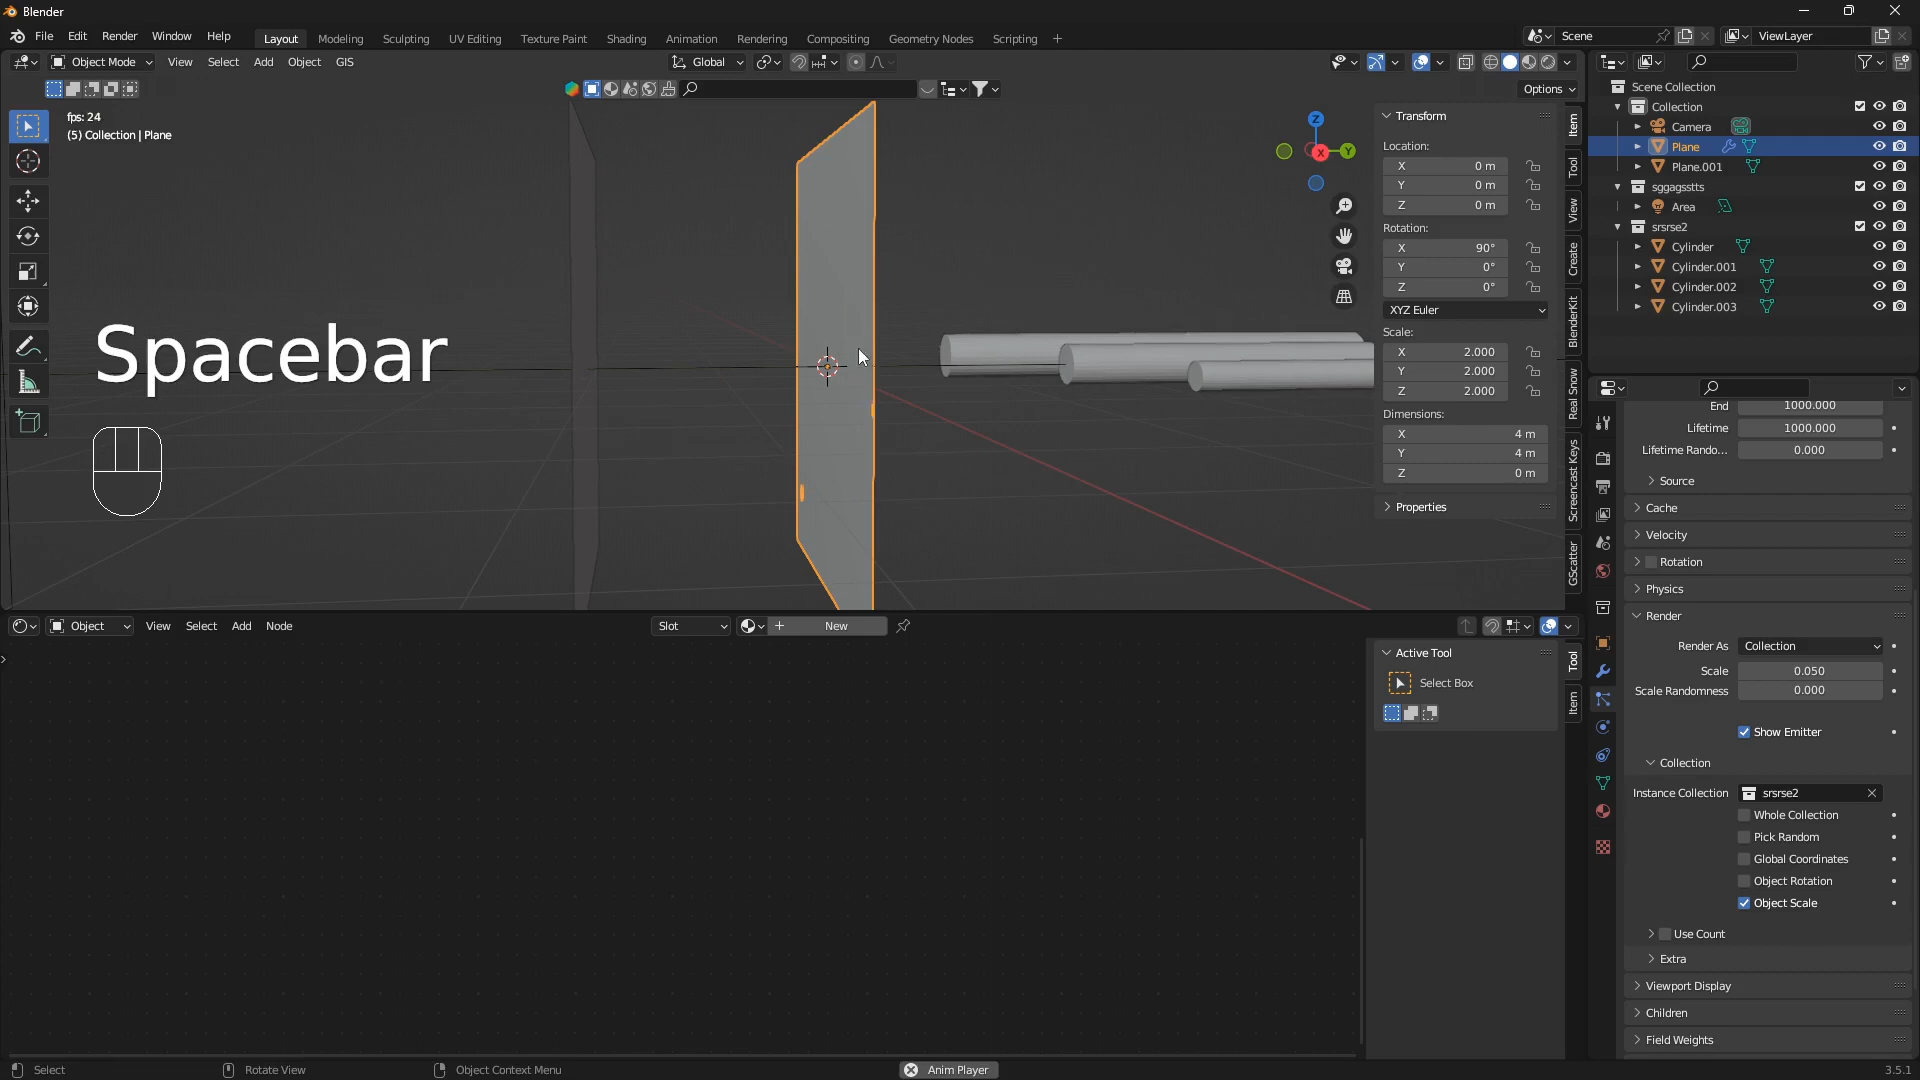 Blender
File Edit Render Window Help Layout Modeling Sculpting UV Editing Texture Paint Shading Animation Rendering Compositing Geometry Nodes Scripting + Scene ViewLayer
Object Mode View Select Add Object GIS Global
Options
fps: 24
(5) Collection | Plane
Spacebar
Z
X
Y
Transform
Location:
X 0 m
Y 0 m
Z 0 m
Rotation:
X 90°
Y 0°
Z 0°
XYZ Euler
Scale:
X 2.000
Y 2.000
Z 2.000
Dimensions:
X 4 m
Y 4 m
Z 0 m
Properties
Item
Tool
View
Create
BlenderKit
Real Snow
Screencast Keys
GScatter
Scene Collection
Collection
Camera
Plane
Plane.001
sggagsstts
Area
srsrse2
Cylinder
Cylinder.001
Cylinder.002
Cylinder.003
End 1000.000
Lifetime 1000.000
Lifetime Rando... 0.000
Source
Cache
Velocity
Rotation
Physics
Render
Render As Collection
Scale 0.050
Scale Randomness 0.000
Show Emitter
Collection
Instance Collection srsrse2
Whole Collection
Pick Random
Global Coordinates
Object Rotation
Object Scale
Use Count
Extra
Viewport Display
Children
Field Weights
Object View Select Add Node Slot New
Active Tool
Select Box
Tool
Item
Select Rotate View Object Context Menu Anim Player 3.5.1